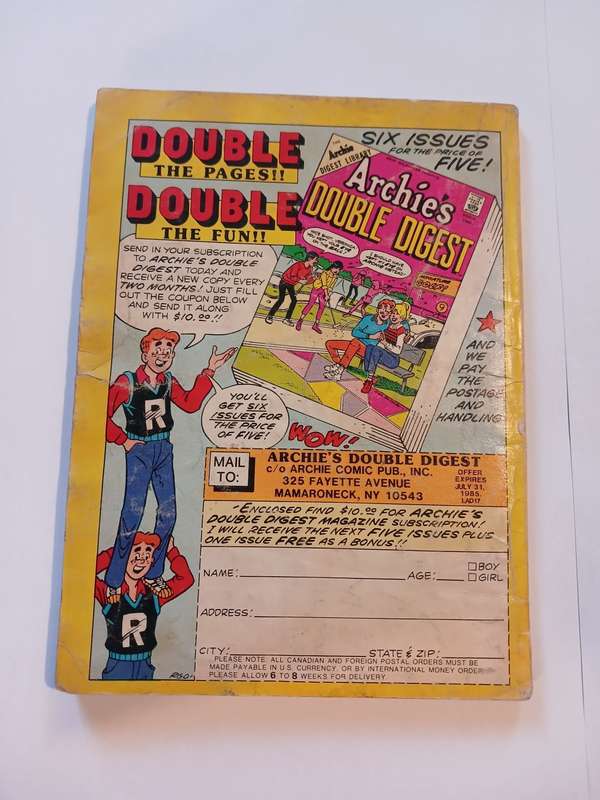 DOUBLE
THE PAGES!!
DOUBLE
THE FUN!!
SIX ISSUES
FOR THE PRICE OF
FIVE!
SEND IN YOUR SUBSCRIPTION
TO ARCHIE'S DOUBLE
DIGEST TODAY AND
RECEIVE A NEW COPY EVERY
TWO MONTHS! JUST FILL
OUT THE COUPON BELOW
AND SEND IT ALONG
WITH $10.00!!
Archie
DIGEST LIBRARY
Archie's
DOUBLE DIGEST
AND
WE
PAY
THE
POSTAGE
AND
HANDLING
R
YOU'LL
GET SIX
ISSUES FOR
THE PRICE
OF FIVE!
WOW!
MAIL
TO:
ARCHIE'S DOUBLE DIGEST
c/o ARCHIE COMIC PUB., INC.
325 FAYETTE AVENUE
MAMARONECK, NY 10543
OFFER
EXPIRES
JULY 31,
1985.
LAD17
ENCLOSED FIND $10.00 FOR ARCHIE'S
DOUBLE DIGEST MAGAZINE SUBSCRIPTION!
I WILL RECEIVE THE NEXT FIVE ISSUES PLUS
ONE ISSUE FREE AS A BONUS!!
NAME: AGE: BOY
GIRL
ADDRESS:
CITY: STATE & ZIP:
PLEASE NOTE: ALL CANADIAN AND FOREIGN POSTAL ORDERS MUST BE
MADE PAYABLE IN U.S. CURRENCY, OR BY INTERNATIONAL MONEY ORDER.
PLEASE ALLOW 6 TO 8 WEEKS FOR DELIVERY.
R